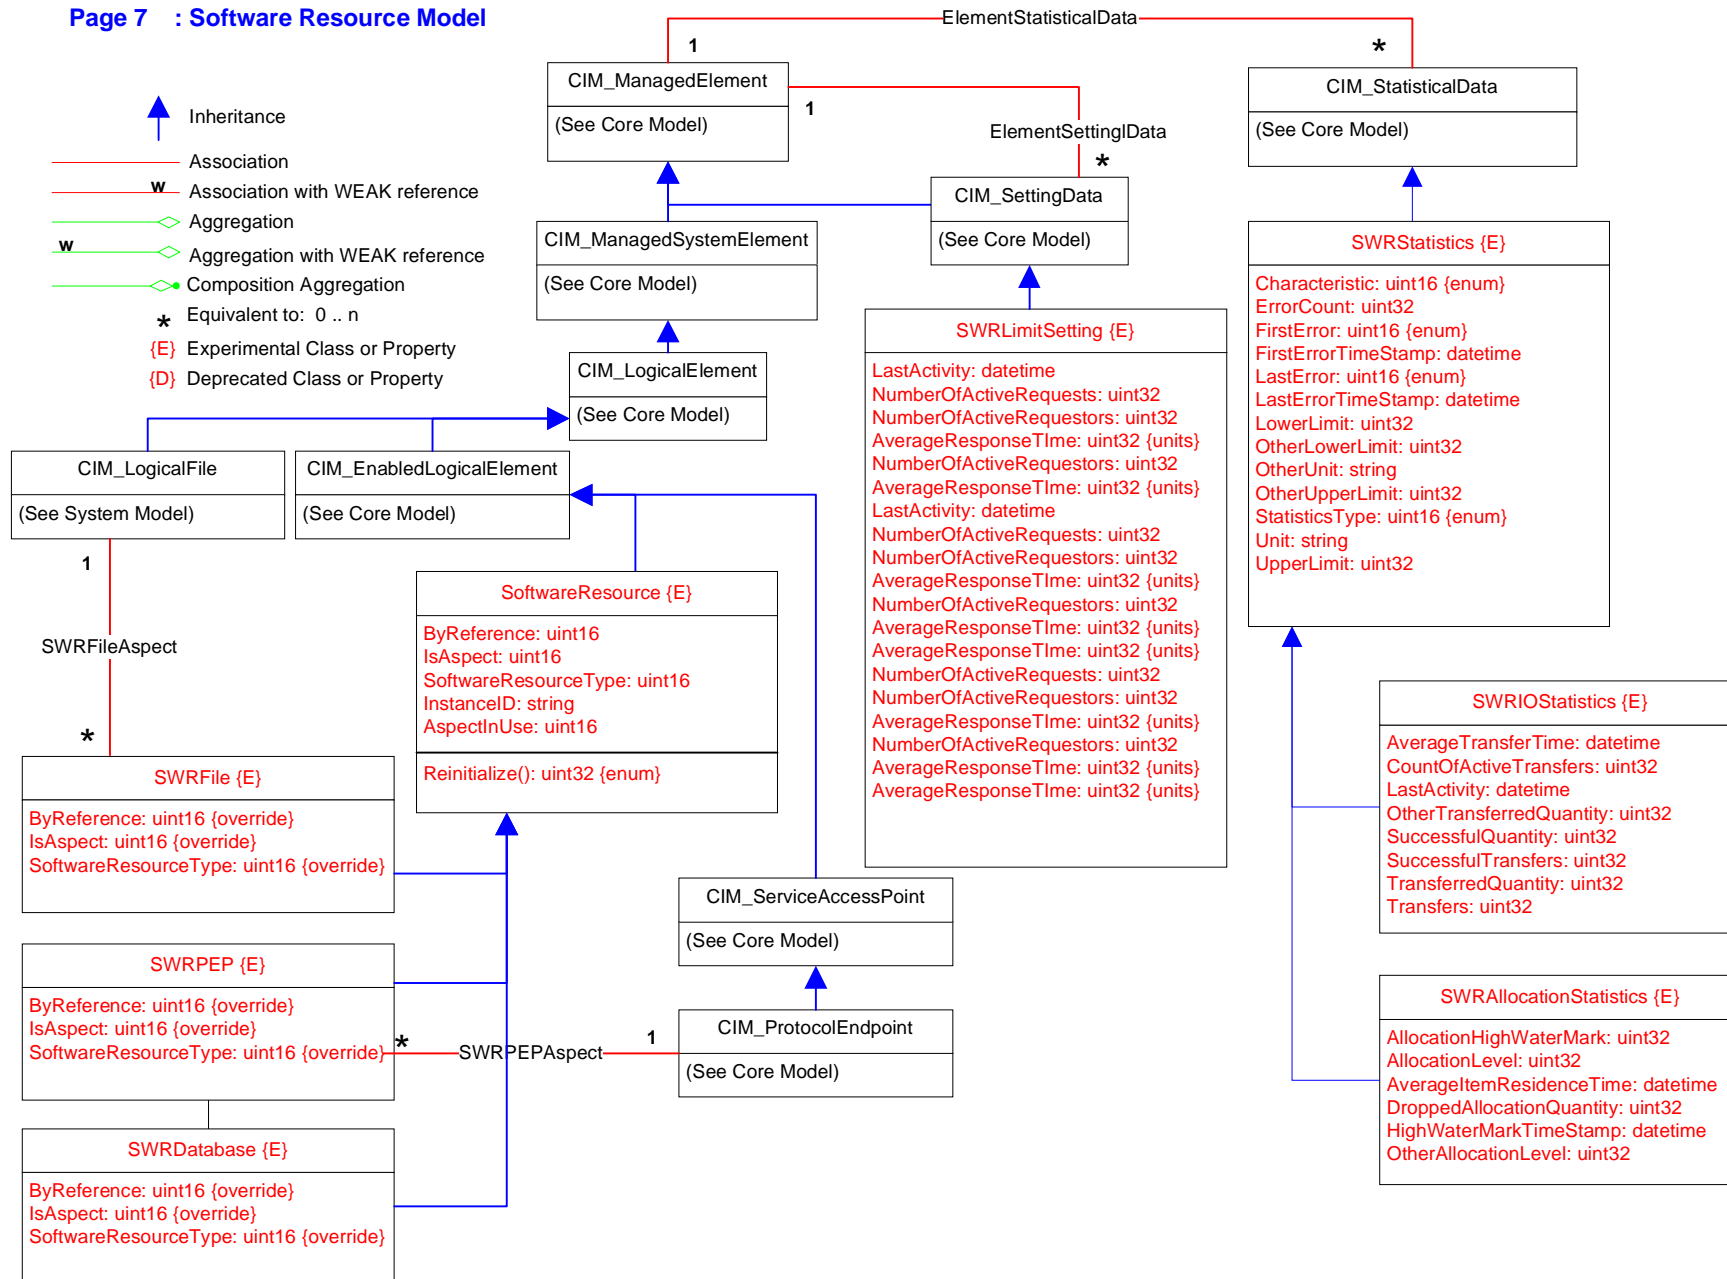 Page 7 : Software Resource Model
Inheritance
Association
w Association with WEAK reference
Aggregation
w Aggregation with WEAK reference
Composition Aggregation
* Equivalent to: 0 .. n
{E} Experimental Class or Property
{D} Deprecated Class or Property
ElementStatisticalData
1
*
CIM_ManagedElement
(See Core Model)
1
ElementSettinglData
*
CIM_StatisticalData
(See Core Model)
CIM_SettingData
(See Core Model)
CIM_ManagedSystemElement
(See Core Model)
CIM_LogicalElement
(See Core Model)
CIM_LogicalFile
(See System Model)
CIM_EnabledLogicalElement
(See Core Model)
1
SWRFileAspect
*
SoftwareResource {E}
ByReference: uint16
IsAspect: uint16
SoftwareResourceType: uint16
InstanceID: string
AspectInUse: uint16
Reinitialize(): uint32 {enum}
SWRLimitSetting {E}
LastActivity: datetime
NumberOfActiveRequests: uint32
NumberOfActiveRequestors: uint32
AverageResponseTIme: uint32 {units}
NumberOfActiveRequestors: uint32
AverageResponseTIme: uint32 {units}
LastActivity: datetime
NumberOfActiveRequests: uint32
NumberOfActiveRequestors: uint32
AverageResponseTIme: uint32 {units}
NumberOfActiveRequestors: uint32
AverageResponseTIme: uint32 {units}
AverageResponseTIme: uint32 {units}
NumberOfActiveRequests: uint32
NumberOfActiveRequestors: uint32
AverageResponseTIme: uint32 {units}
NumberOfActiveRequestors: uint32
AverageResponseTIme: uint32 {units}
AverageResponseTIme: uint32 {units}
SWRStatistics {E}
Characteristic: uint16 {enum}
ErrorCount: uint32
FirstError: uint16 {enum}
FirstErrorTimeStamp: datetime
LastError: uint16 {enum}
LastErrorTimeStamp: datetime
LowerLimit: uint32
OtherLowerLimit: uint32
OtherUnit: string
OtherUpperLimit: uint32
StatisticsType: uint16 {enum}
Unit: string
UpperLimit: uint32
SWRIOStatistics {E}
AverageTransferTime: datetime
CountOfActiveTransfers: uint32
LastActivity: datetime
OtherTransferredQuantity: uint32
SuccessfulQuantity: uint32
SuccessfulTransfers: uint32
TransferredQuantity: uint32
Transfers: uint32
SWRAllocationStatistics {E}
AllocationHighWaterMark: uint32
AllocationLevel: uint32
AverageItemResidenceTime: datetime
DroppedAllocationQuantity: uint32
HighWaterMarkTimeStamp: datetime
OtherAllocationLevel: uint32
SWRFile {E}
ByReference: uint16 {override}
IsAspect: uint16 {override}
SoftwareResourceType: uint16 {override}
CIM_ServiceAccessPoint
(See Core Model)
SWRPEP {E}
ByReference: uint16 {override}
IsAspect: uint16 {override}
SoftwareResourceType: uint16 {override}
* SWRPEPAspect 1
CIM_ProtocolEndpoint
(See Core Model)
SWRDatabase {E}
ByReference: uint16 {override}
IsAspect: uint16 {override}
SoftwareResourceType: uint16 {override}